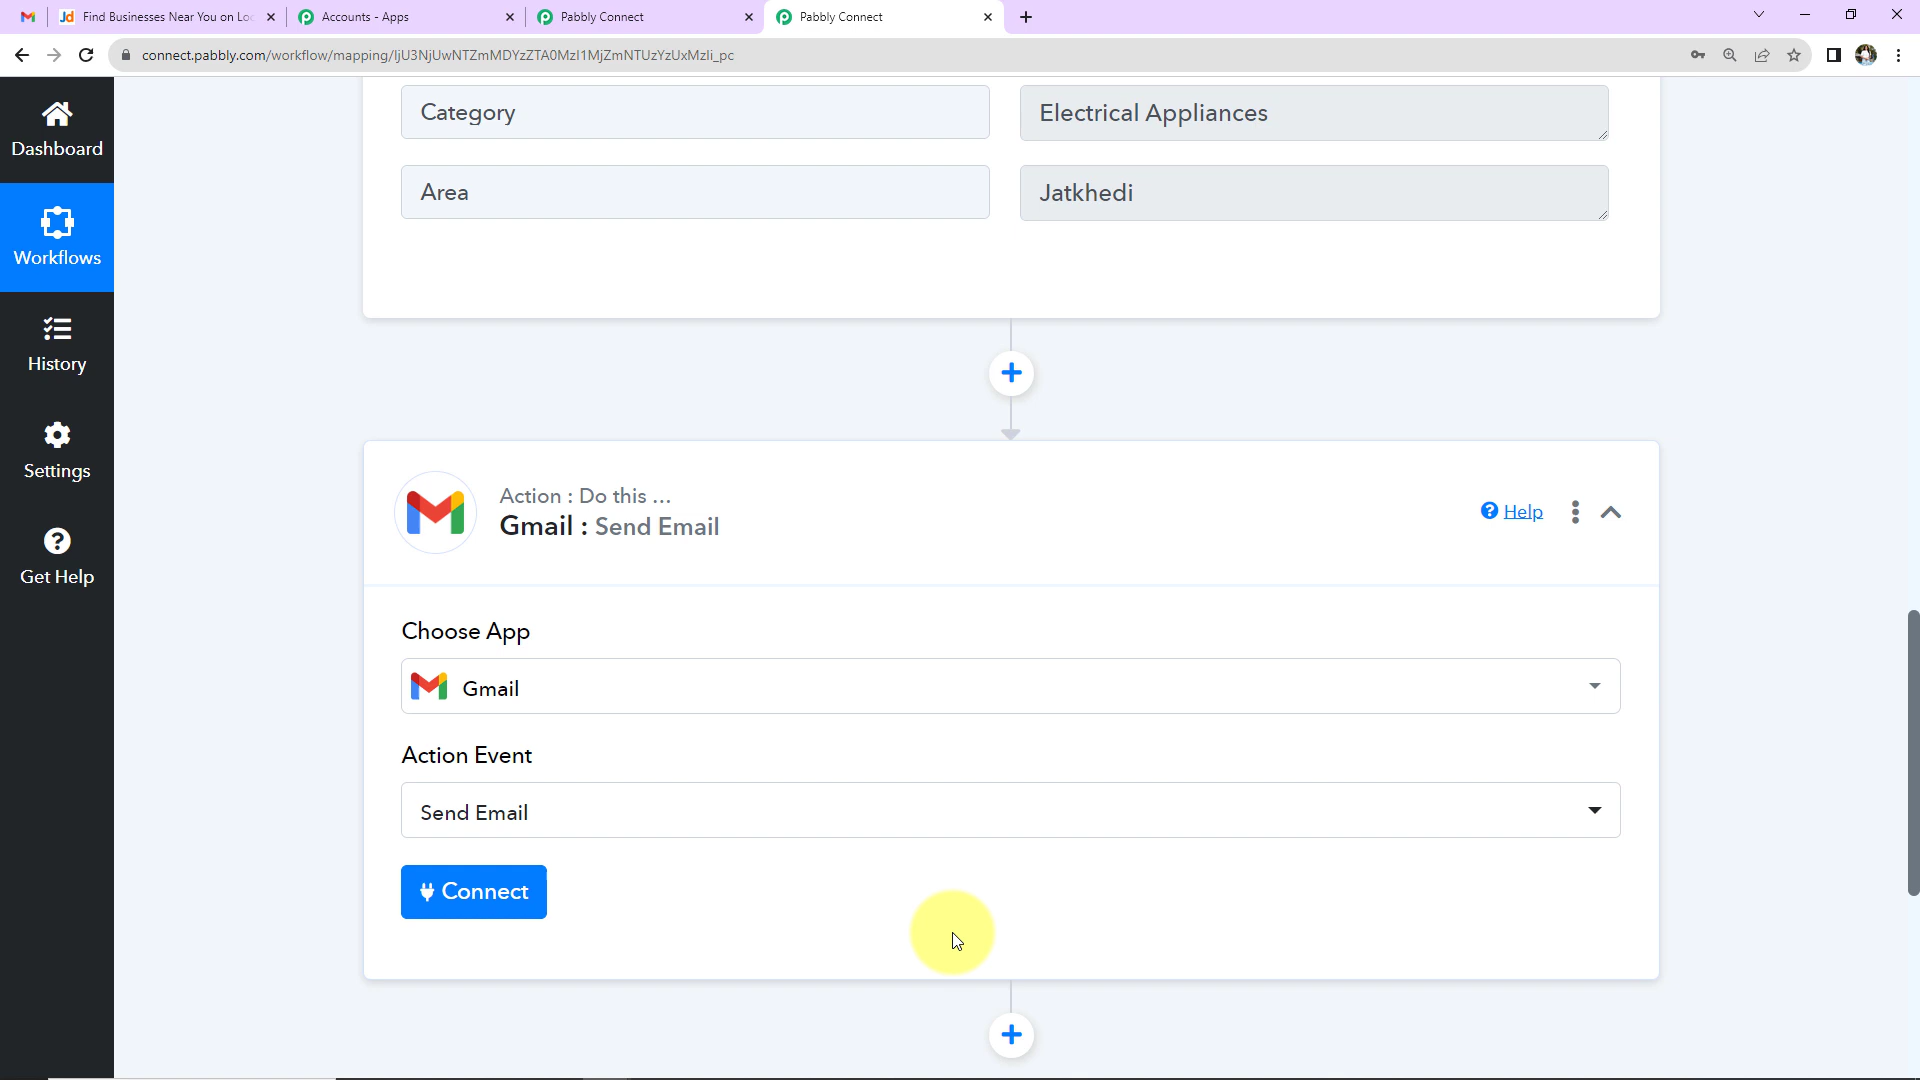 Find Businesses Near You on Loc
Accounts - Apps
Pabbly Connect
Pabbly Connect
connect.pabbly.com/workflow/mapping/IjU3NjUwNTZmMDYzZTA0MzI1MjZmNTUzYzUxMzIi_pc
Dashboard
Workflows
History
Settings
Get Help
Category
Electrical Appliances
Area
Jatkhedi
Action : Do this ...
Gmail : Send Email
Help
Choose App
Gmail
Action Event
Send Email
Connect